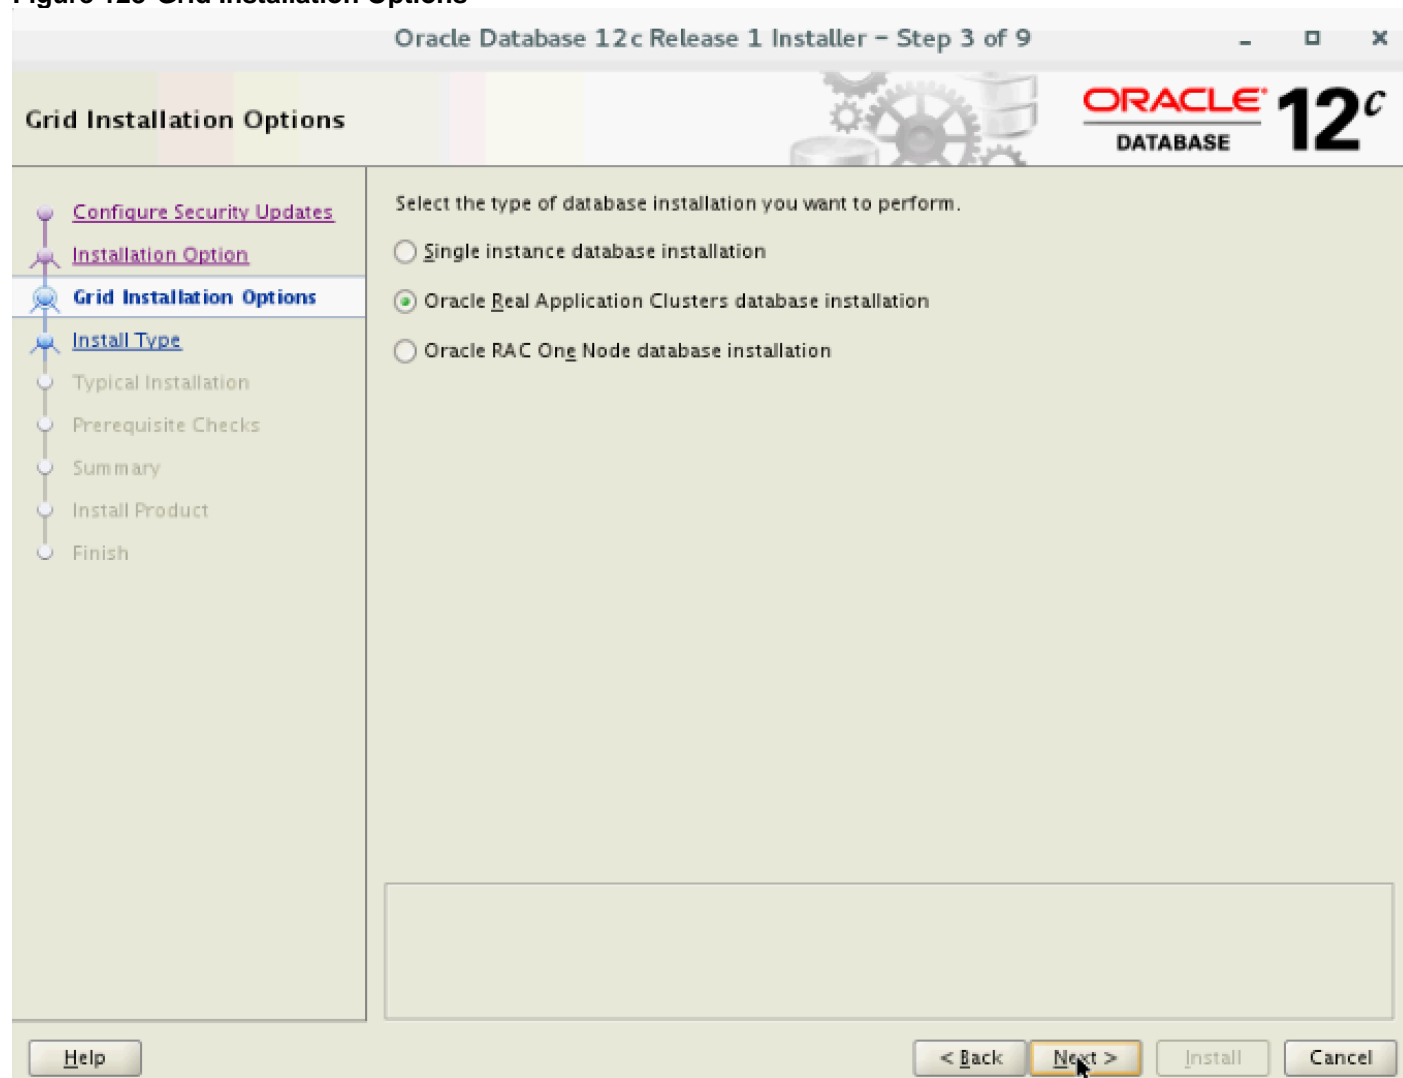 Oracle Database 12c Release 1 Installer – Step 3 of 9
Grid Installation Options
ORACLE
DATABASE
12c
Configure Security Updates
Installation Option
Grid Installation Options
Install Type
Typical Installation
Prerequisite Checks
Summary
Install Product
Finish
Select the type of database installation you want to perform.
Single instance database installation
Oracle Real Application Clusters database installation
Oracle RAC One Node database installation
Help
< Back
Next >
Install
Cancel